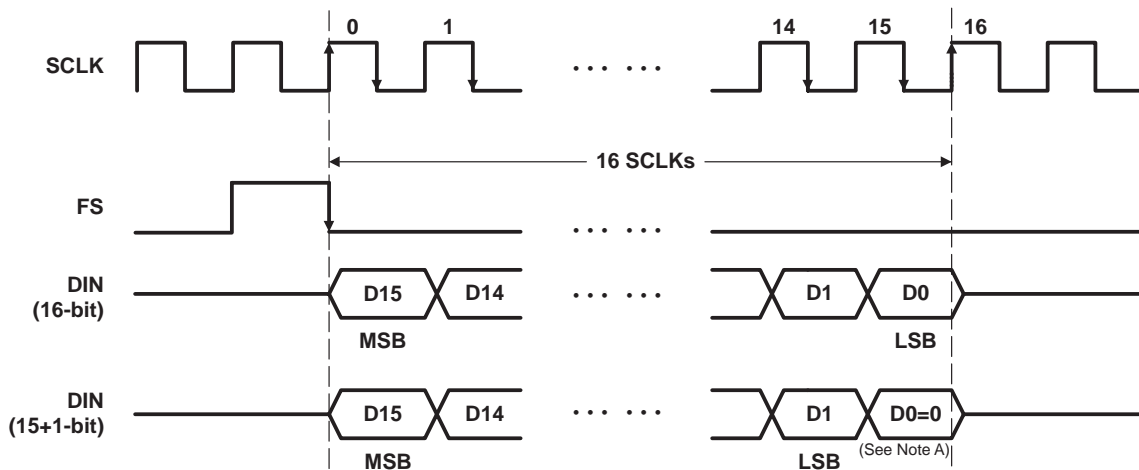 0 1 14 15 16
SCLK ... ... ... ...
16 SCLKs
FS ... ... ... ...
DIN
(16-bit)
D15 D14 ... ... D1 D0
MSB LSB
DIN
(15+1-bit)
D15 D14 ... ... D1 D0=0
(See Note A)
MSB LSB